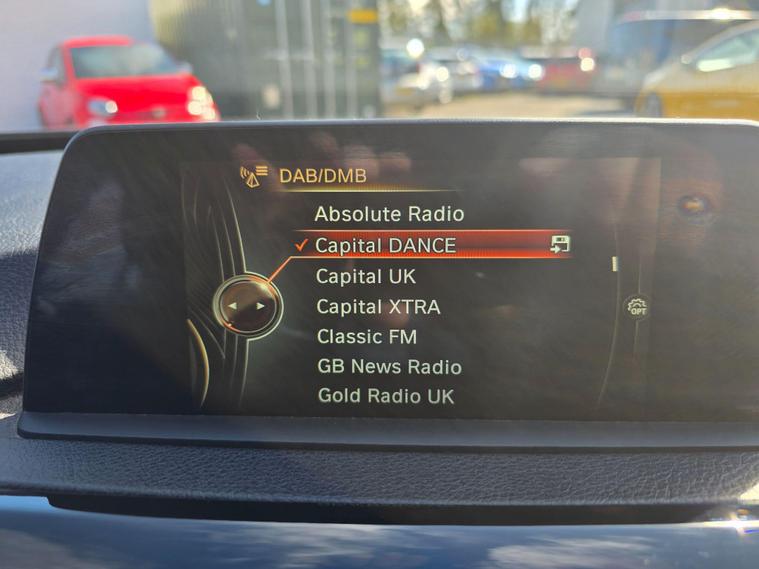 DAB/DMB
Absolute Radio
Capital DANCE
Capital UK
Capital XTRA
Classic FM
GB News Radio
Gold Radio UK
OPT